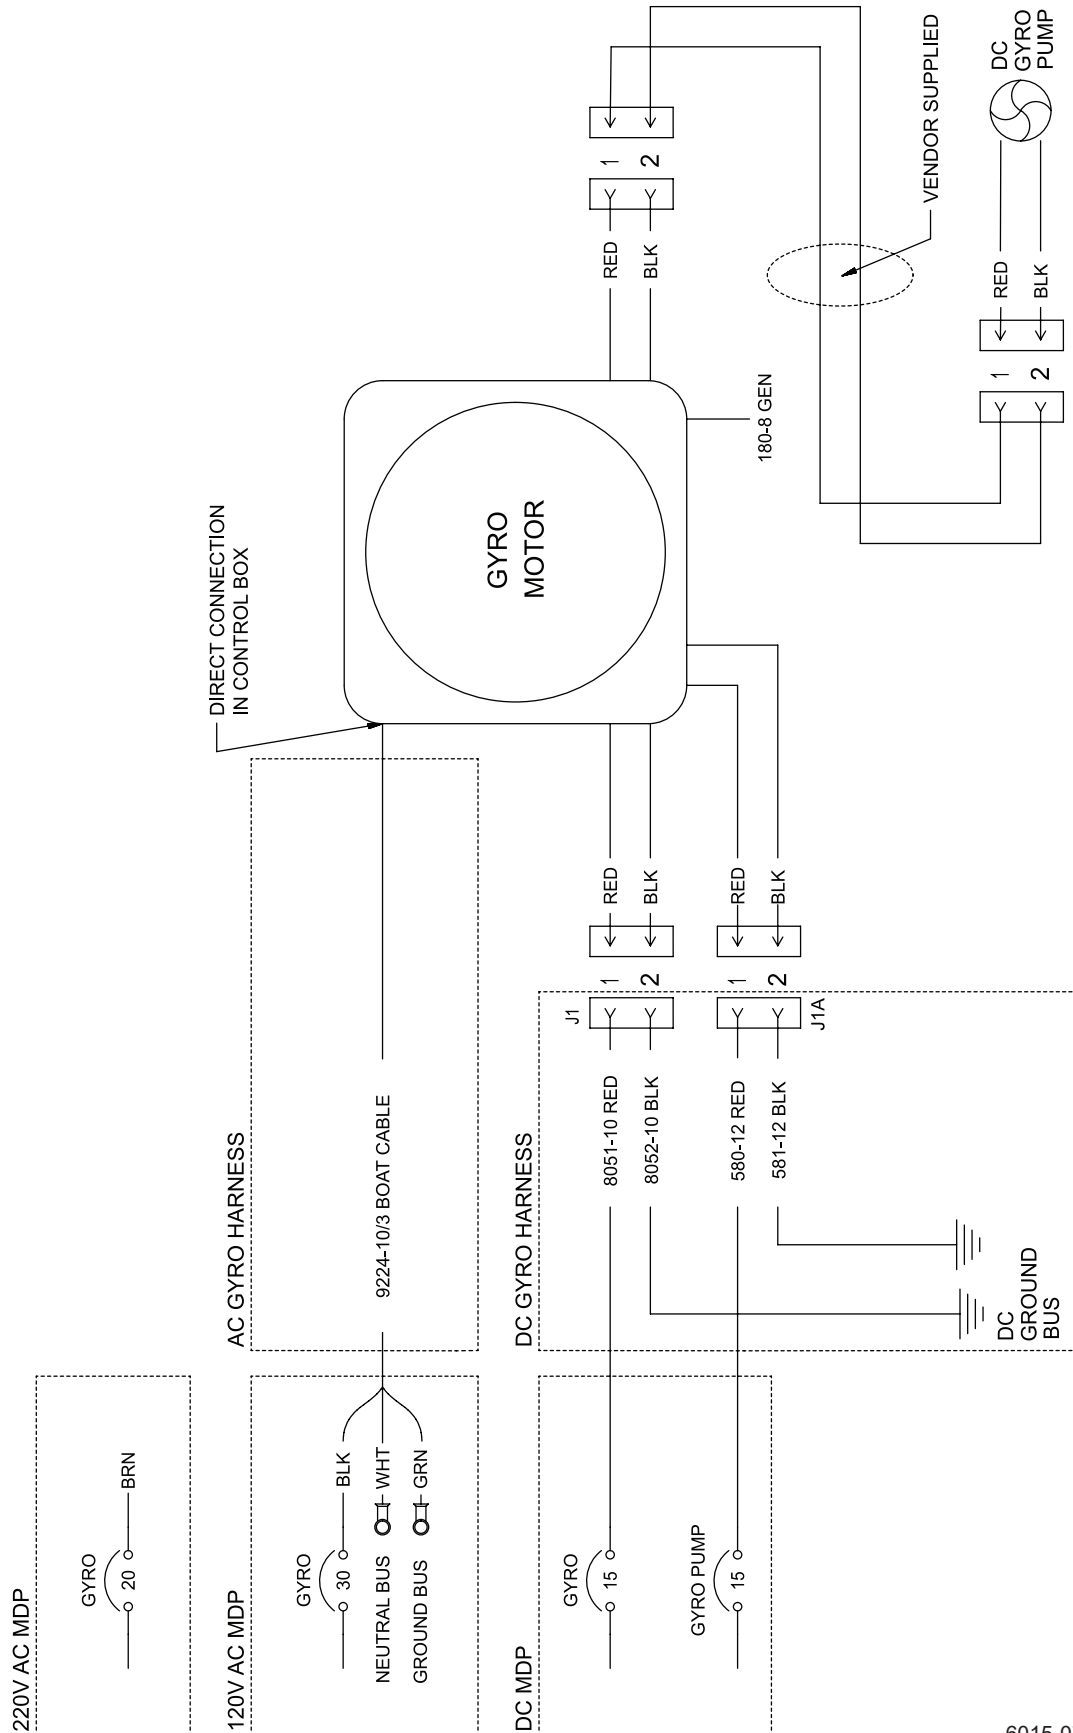 220V AC MDP
GYRO
20
BRN
120V AC MDP
GYRO
30
BLK
NEUTRAL BUS
WHT
GROUND BUS
GRN
DC MDP
GYRO
15
GYRO PUMP
15
AC GYRO HARNESS
9224-10/3 BOAT CABLE
DIRECT CONNECTION
IN CONTROL BOX
DC GYRO HARNESS
8051-10 RED
8052-10 BLK
580-12 RED
581-12 BLK
DC
GROUND
BUS
J1
1
2
RED
BLK
J1A
1
2
RED
BLK
GYRO
MOTOR
180-8 GEN
RED
BLK
1
2
VENDOR SUPPLIED
1
2
RED
BLK
DC
GYRO
PUMP